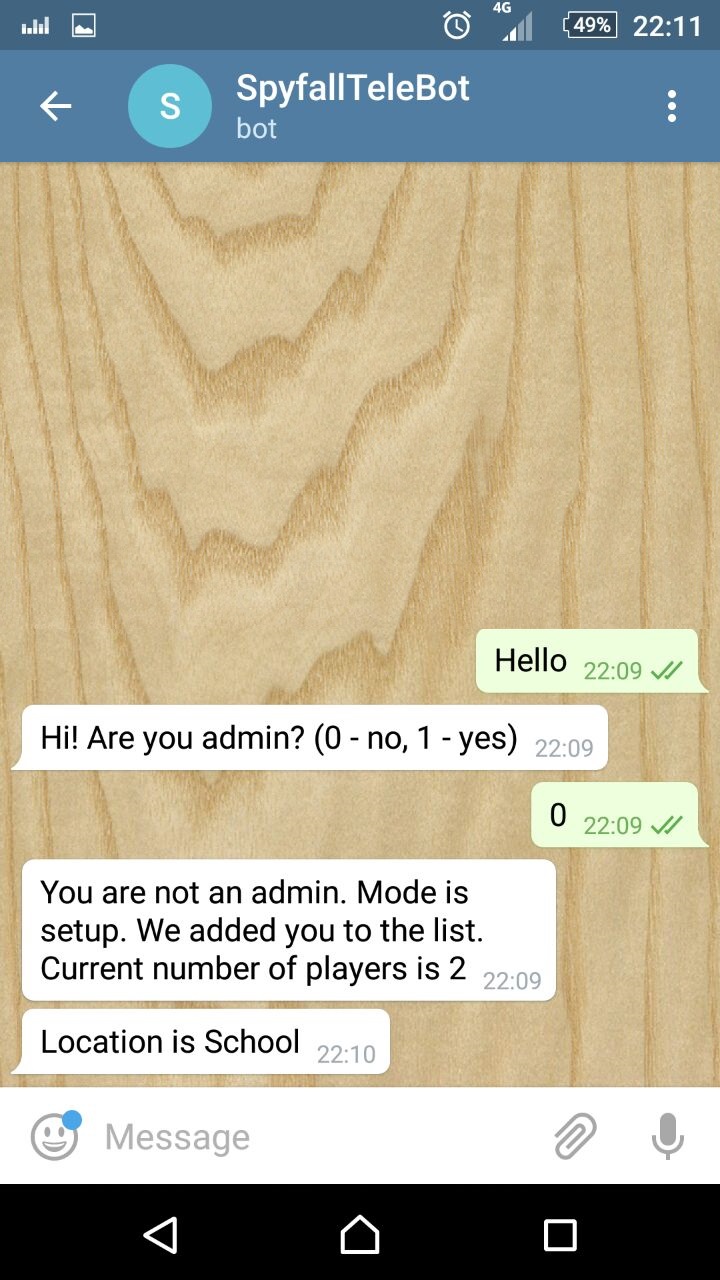 4G
49% 22:11
S
SpyfallTeleBot
bot
Hello 22:09
Hi! Are you admin? (0 - no, 1 - yes) 22:09
0 22:09
You are not an admin. Mode is
setup. We added you to the list.
Current number of players is 2 22:09
Location is School 22:10
Message